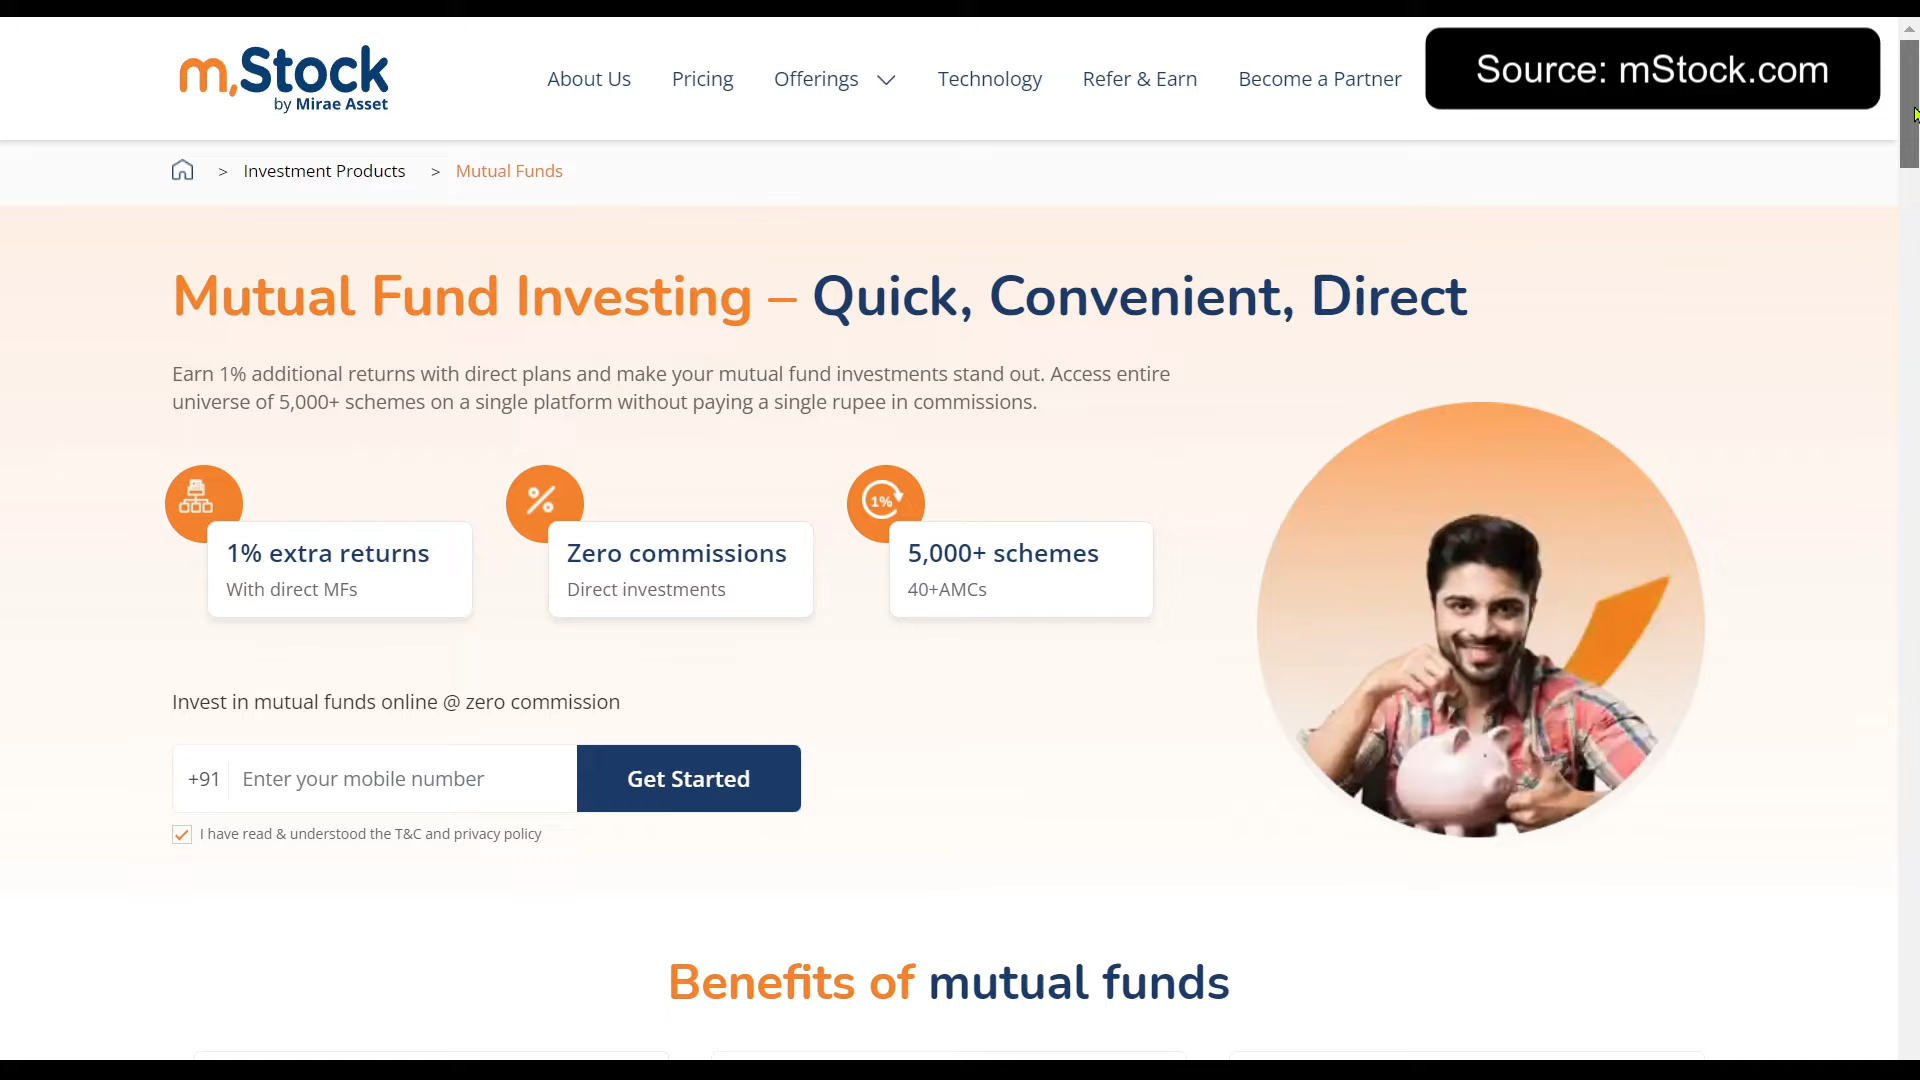 m.Stock
by Mirae Asset
About Us Pricing Offerings Technology Refer & Earn Become a Partner
Source: mStock.com
> Investment Products > Mutual Funds
Mutual Fund Investing – Quick, Convenient, Direct
Earn 1% additional returns with direct plans and make your mutual fund investments stand out. Access entire
universe of 5,000+ schemes on a single platform without paying a single rupee in commissions.
%
1%
1% extra returns
With direct MFs
Zero commissions
Direct investments
5,000+ schemes
40+AMCs
Invest in mutual funds online @ zero commission
+91 Enter your mobile number
Get Started
I have read & understood the T&C and privacy policy
Benefits of mutual funds